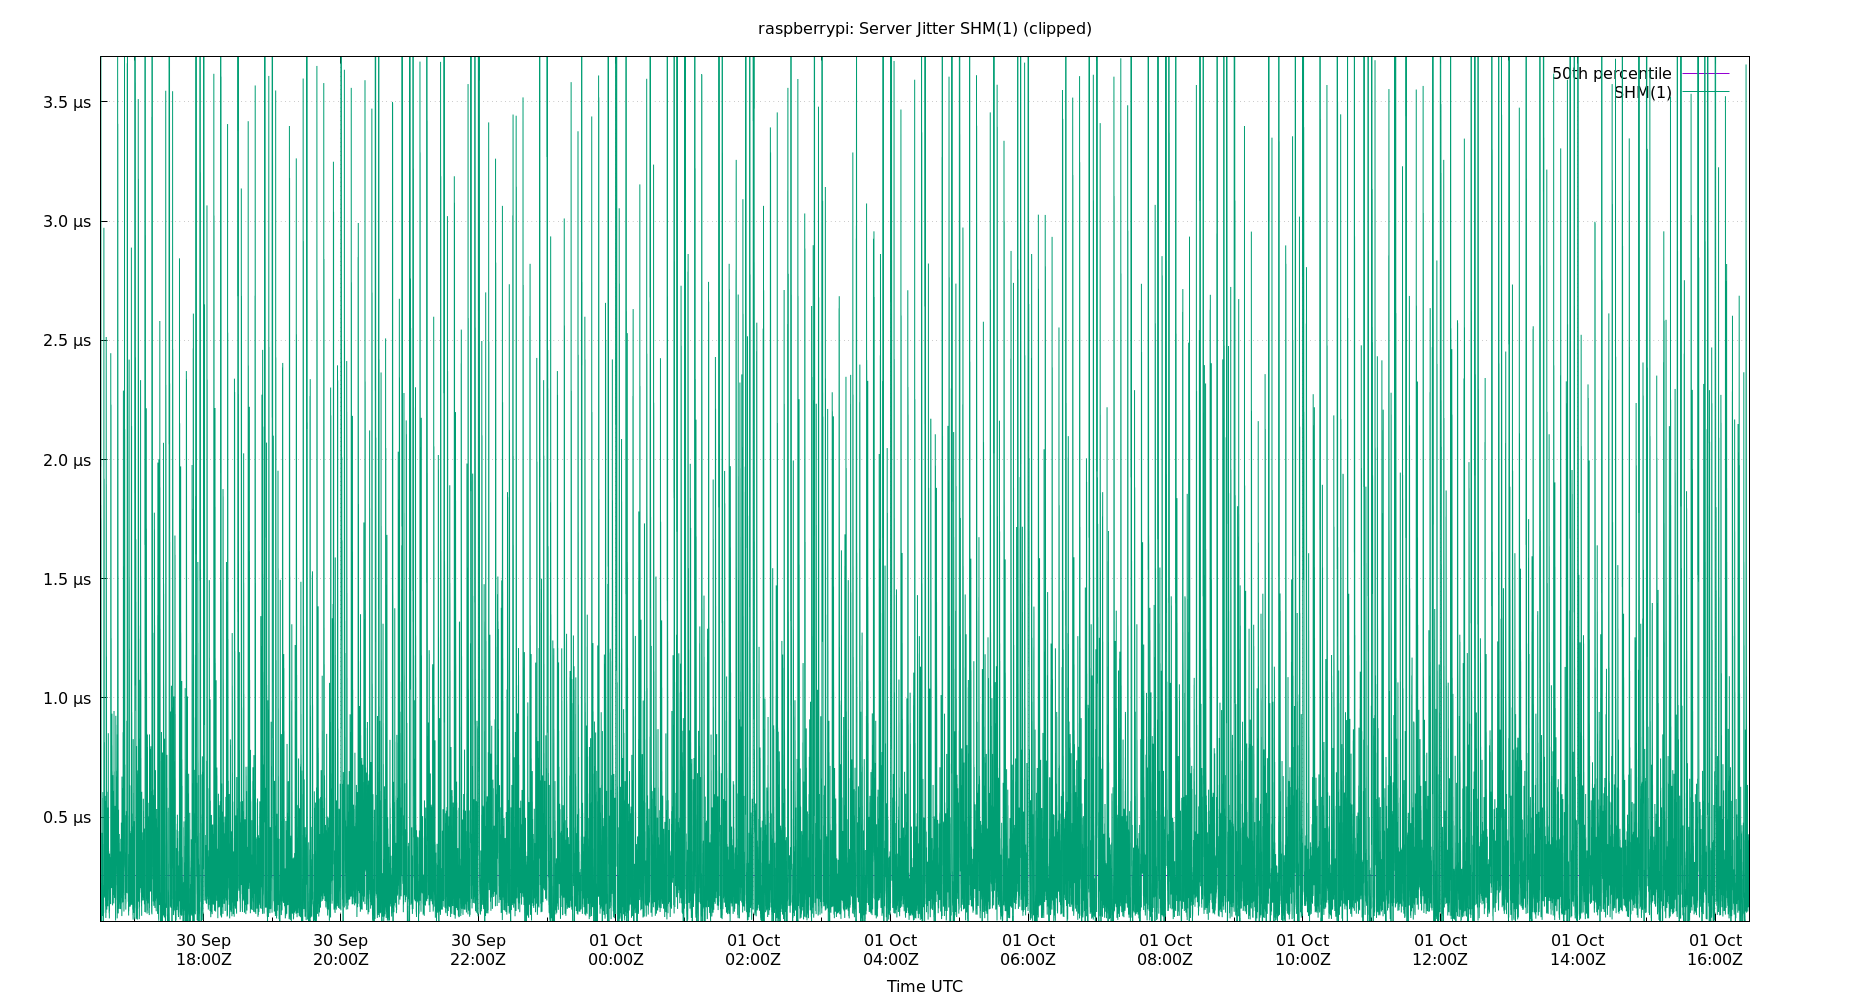 raspberrypi: Server Jitter SHM(1) (clipped)
50th percentile
SHM(1)
3.5 µs
3.0 µs
2.5 µs
2.0 µs
1.5 µs
1.0 µs
0.5 µs
30 Sep 30 Sep 30 Sep 01 Oct 01 Oct 01 Oct 01 Oct 01 Oct 01 Oct 01 Oct 01 Oct 01 Oct
18:00Z 20:00Z 22:00Z 00:00Z 02:00Z 04:00Z 06:00Z 08:00Z 10:00Z 12:00Z 14:00Z 16:00Z
Time UTC